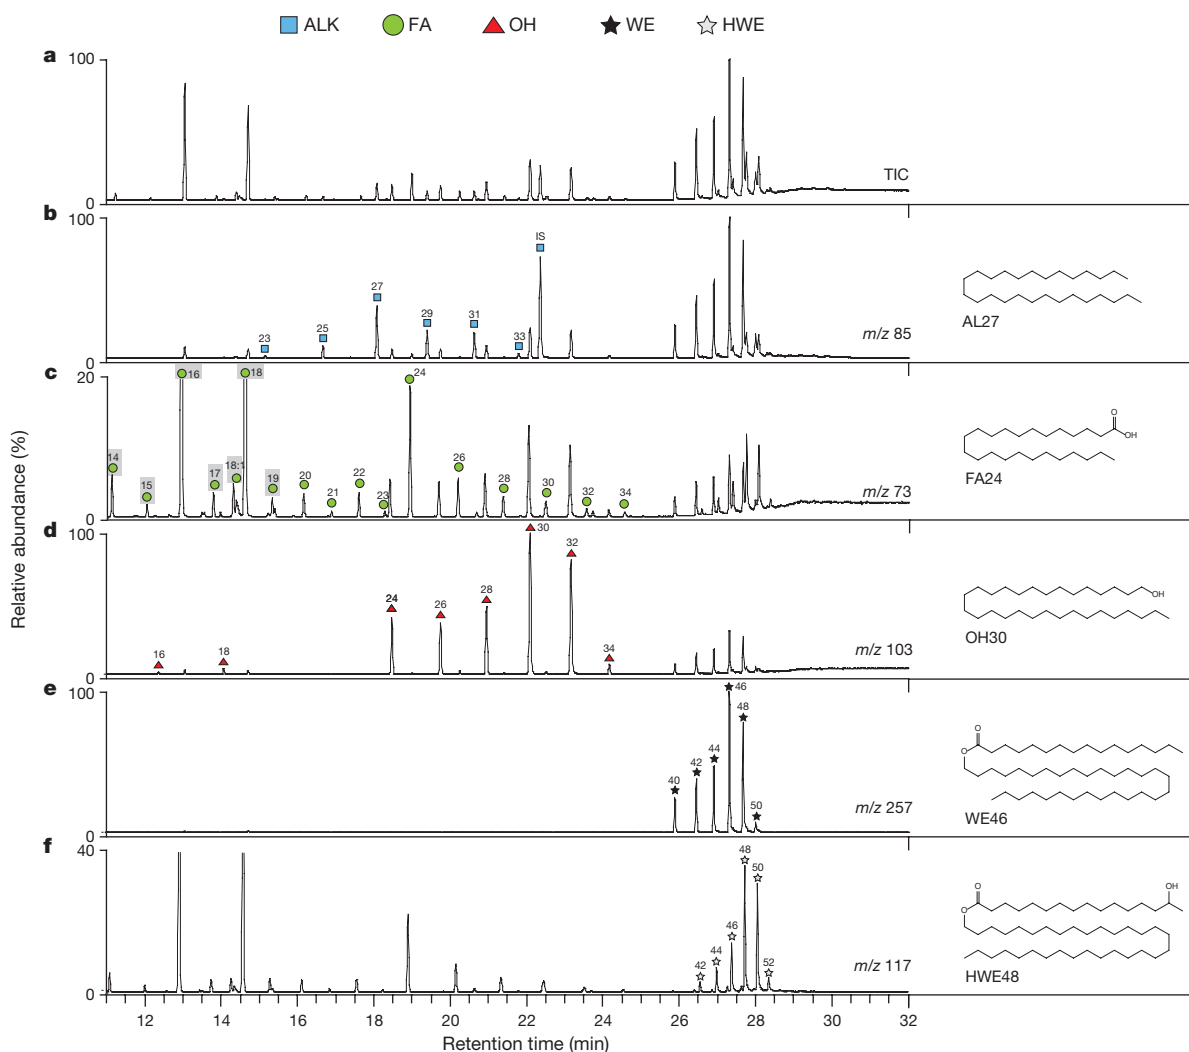 ALK FA OH WE HWE
a
100
TIC
0
b
100
23 25 27 29 31 33 IS
m/z 85
0
AL27
c
20
14 15 16 17 18:1 18 19 20 21 22 23 24 26 28 30 32 34
m/z 73
0
O
OH
FA24
d
100
16 18 24 26 28 30 32 34
m/z 103
0
OH
OH30
e
100
40 42 44 46 48 50
m/z 257
0
O
O
WE46
f
40
42 44 46 48 50 52
m/z 117
0
O
O
OH
HWE48
12 14 16 18 20 22 24 26 28 30 32
Retention time (min)
Relative abundance (%)